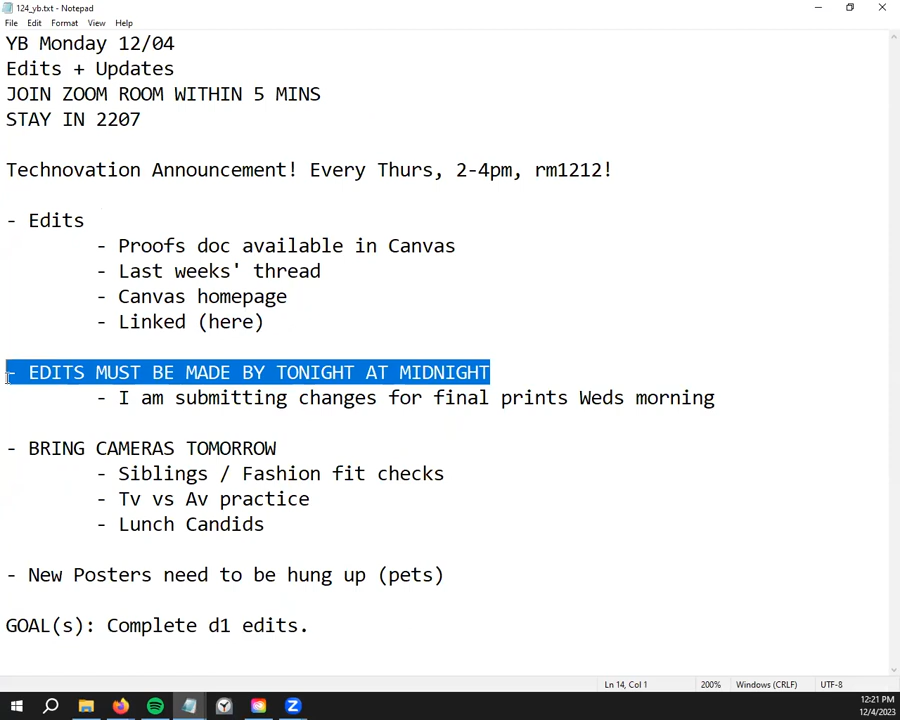 124_yb.txt - Notepad
File Edit Format View Help
YB Monday 12/04
Edits + Updates
JOIN ZOOM ROOM WITHIN 5 MINS
STAY IN 2207
Technovation Announcement! Every Thurs, 2-4pm, rm1212!
- Edits
- Proofs doc available in Canvas
- Last weeks' thread
- Canvas homepage
- Linked (here)
- EDITS MUST BE MADE BY TONIGHT AT MIDNIGHT
- I am submitting changes for final prints Weds morning
- BRING CAMERAS TOMORROW
- Siblings / Fashion fit checks
- Tv vs Av practice
- Lunch Candids
- New Posters need to be hung up (pets)
GOAL(s): Complete d1 edits.
Ln 14, Col 1 200% Windows (CRLF) UTF-8
12:21 PM
12/4/2023